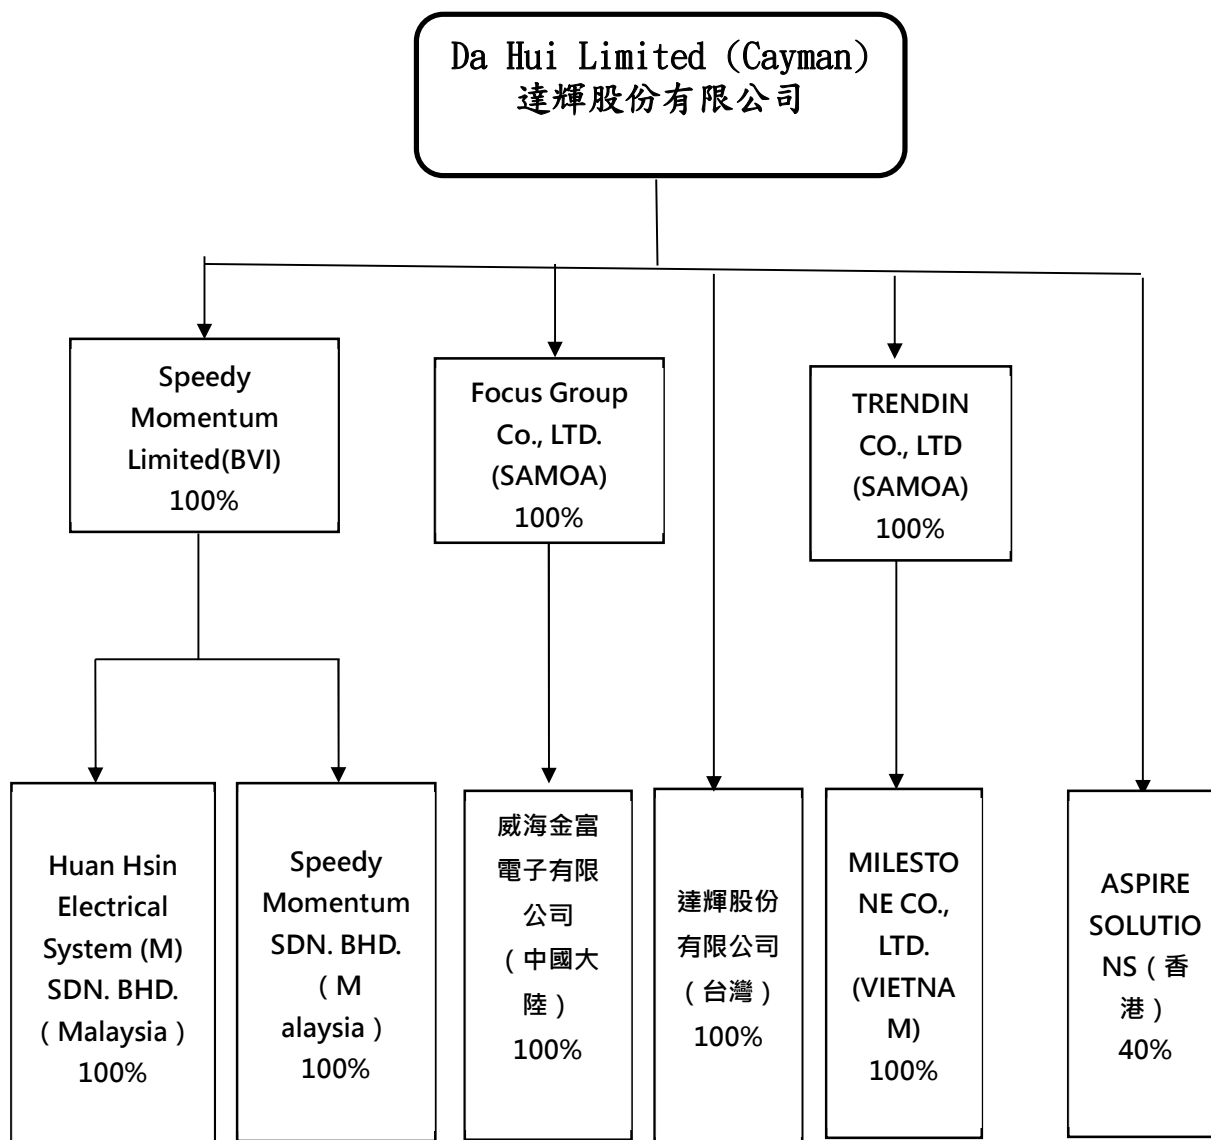 Da Hui Limited (Cayman)
達輝股份有限公司
Speedy
Momentum
Limited(BVI)
100%
Focus Group
Co., LTD.
(SAMOA)
100%
TRENDIN
CO., LTD
(SAMOA)
100%
Huan Hsin
Electrical
System (M)
SDN. BHD.
（Malaysia）
100%
Speedy
Momentum
SDN. BHD.
（M
alaysia）
100%
威海金富
電子有限
公司
（中國大
陸）
100%
達輝股份
有限公司
（台灣）
100%
MILESTO
NE CO.,
LTD.
(VIETNA
M)
100%
ASPIRE
SOLUTIO
NS（香
港）
40%